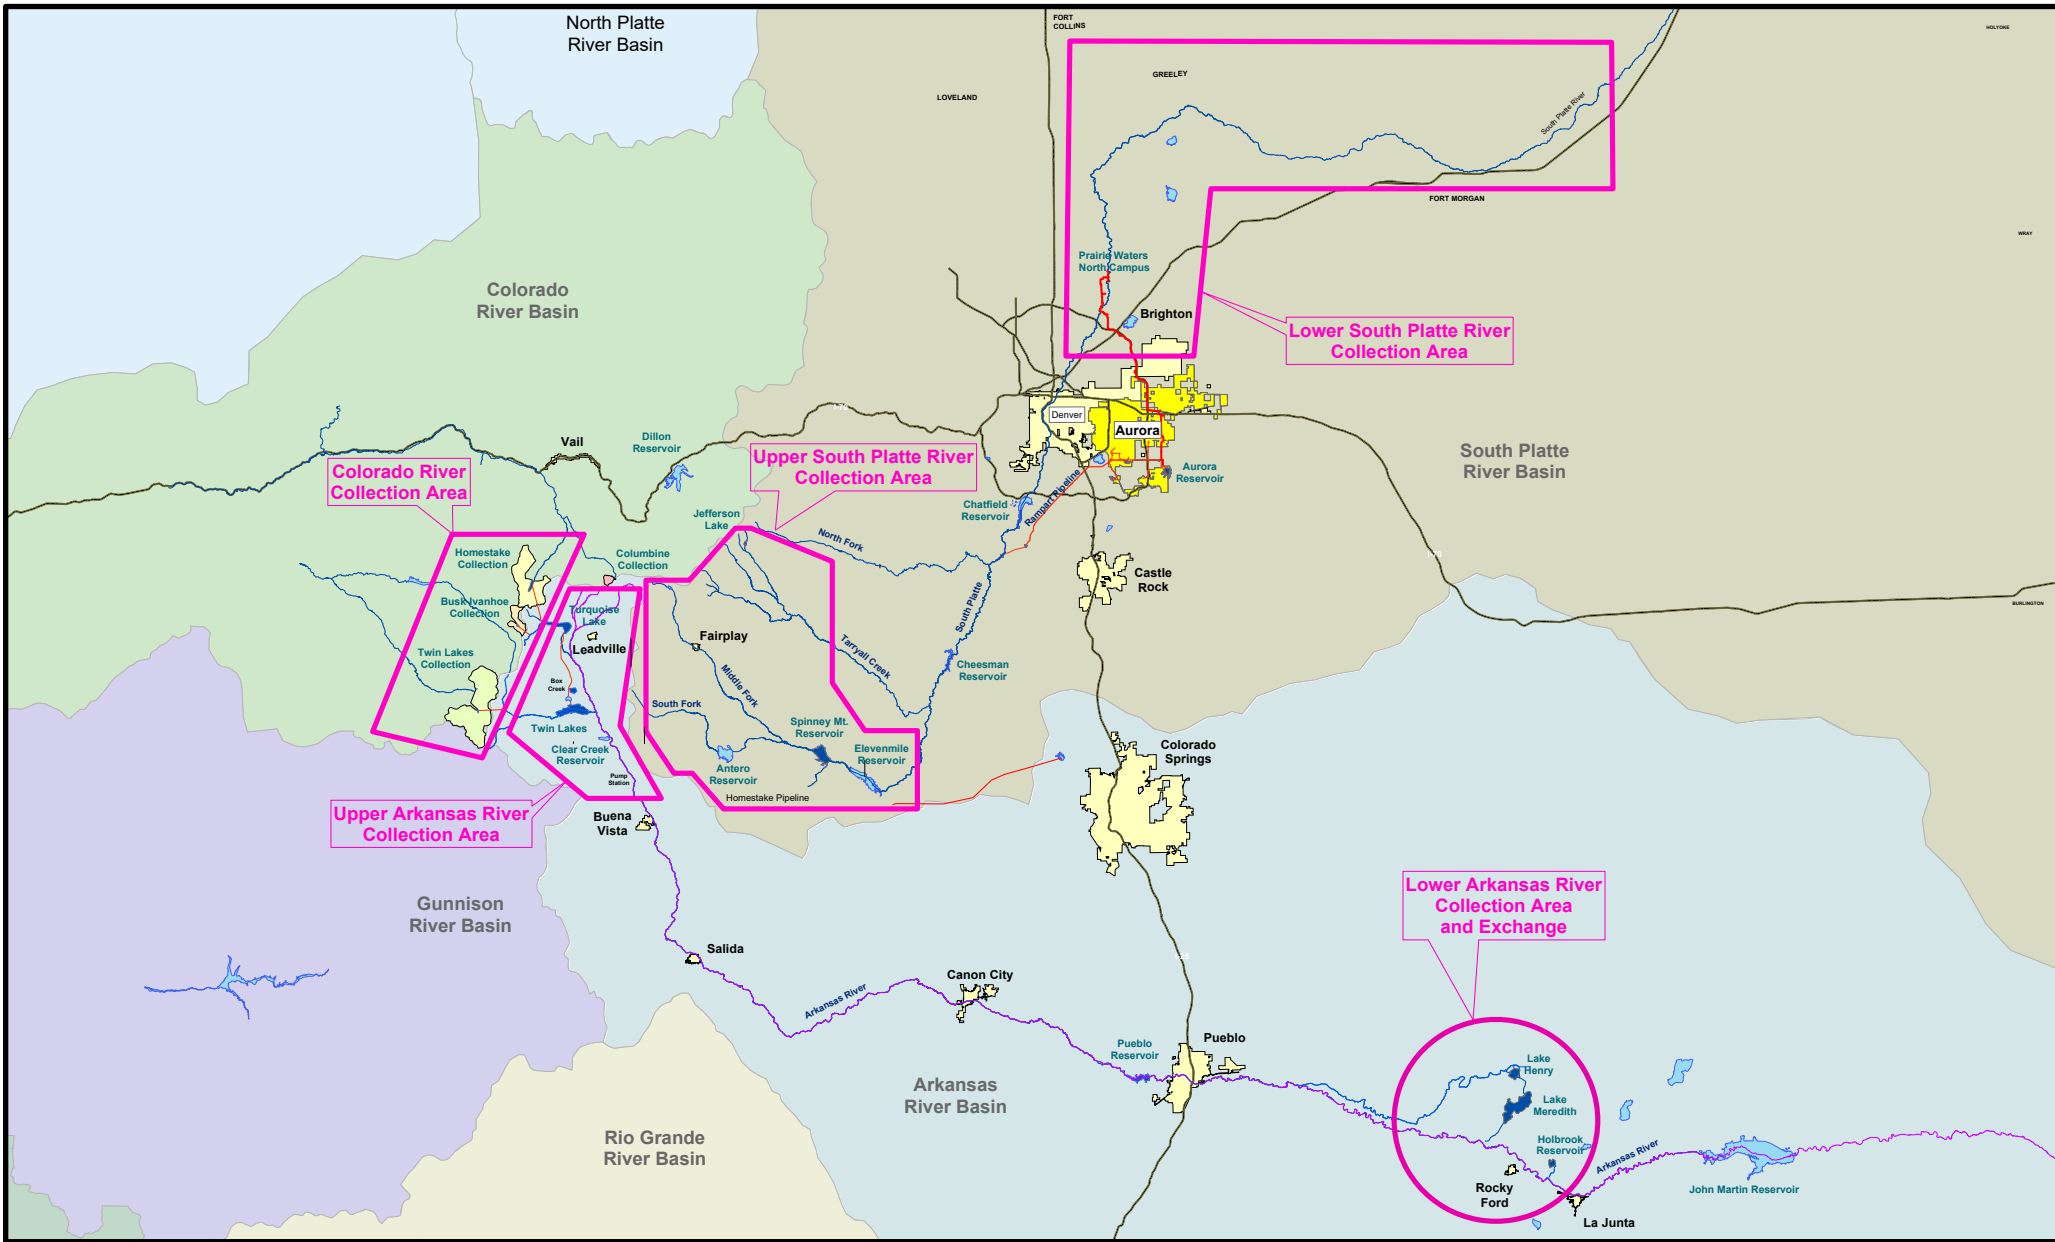 North Platte
River Basin
FORT
COLLINS
HOLYOKE
GREELEY
LOVELAND
South Platte River
FORT MORGAN
WRAY
Prairie Waters
North Campus
Colorado
River Basin
Brighton
Lower South Platte River
Collection Area
I-70
Denver
Aurora
Vail
Dillon
Reservoir
Upper South Platte River
Collection Area
South Platte
River Basin
Colorado River
Collection Area
Aurora
Reservoir
Rampart Pipeline
Chatfield
Reservoir
Jefferson
Lake
North Fork
Homestake
Collection
Columbine
Collection
I-70
Castle
Rock
Busk-Ivanhoe
Collection
Turquoise
Lake
South Platte
BURLINGTON
Leadville
Fairplay
Tarryall Creek
Twin Lakes
Collection
Cheesman
Reservoir
Box
Creek
Middle Fork
South Fork
Twin Lakes
Spinney Mt.
Reservoir
Clear Creek
Reservoir
Elevenmile
Reservoir
Colorado
Springs
Antero
Reservoir
Pump
Station
Homestake Pipeline
Upper Arkansas River
Collection Area
Buena
Vista
Lower Arkansas River
Collection Area
and Exchange
Gunnison
River Basin
Salida
I-25
Canon City
Arkansas River
Pueblo
Reservoir
Pueblo
Lake
Henry
Arkansas
River Basin
Lake
Meredith
Rio Grande
River Basin
Holbrook
Reservoir
Arkansas River
Rocky
Ford
John Martin Reservoir
La Junta